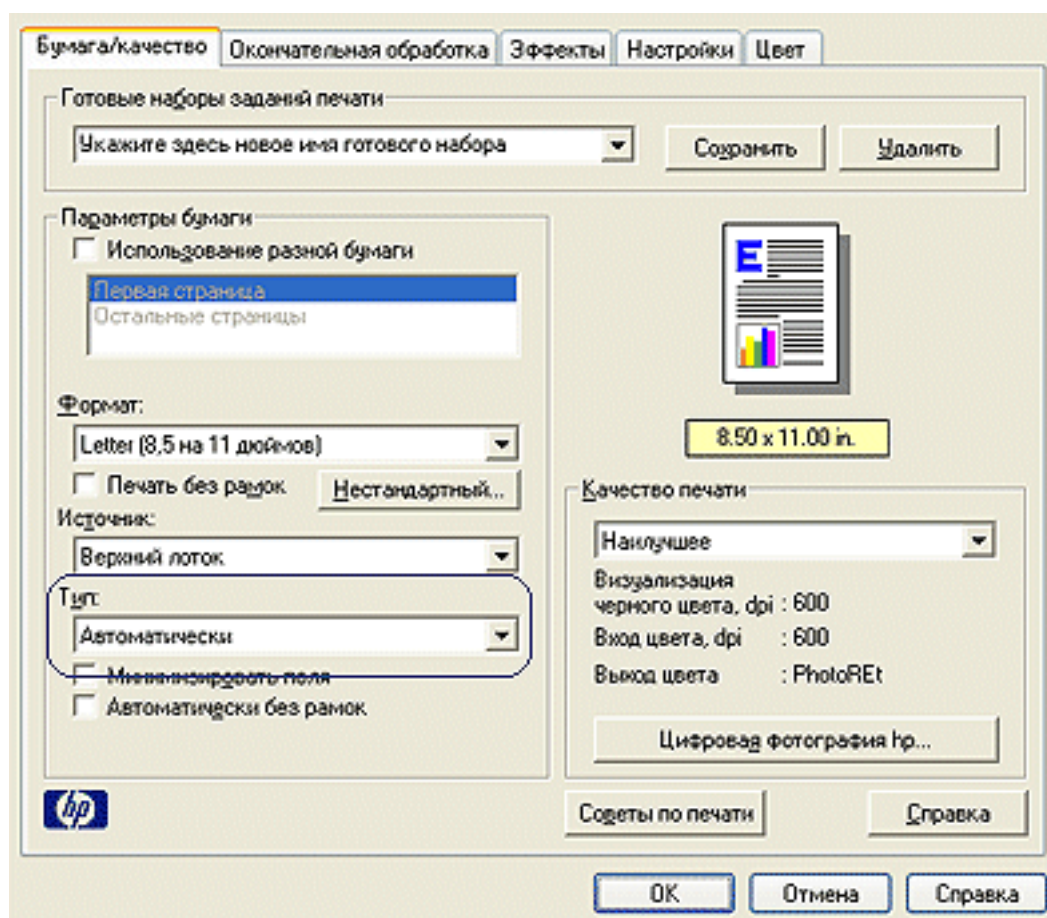 Бумага/качество Окончательная обработка Эффекты Настройки Цвет
Готовые наборы заданий печати
Укажите здесь новое имя готового набора Сохранить Удалить
Параметры бумаги
Использование разной бумаги
Первая страница
Остальные страницы
Формат:
Letter (8,5 на 11 дюймов)
Печать без рамок Нестандартный...
Источник:
Верхний лоток
Тип:
Автоматически
Минимизировать поля
Автоматически без рамок
E
8.50 x 11.00 in.
Качество печати
Наилучшее
Визуализация
черного цвета, dpi : 600
Вход цвета, dpi : 600
Выход цвета : PhotoREt
Цифровая фотография hp...
hp
Советы по печати Справка
OK Отмена Справка